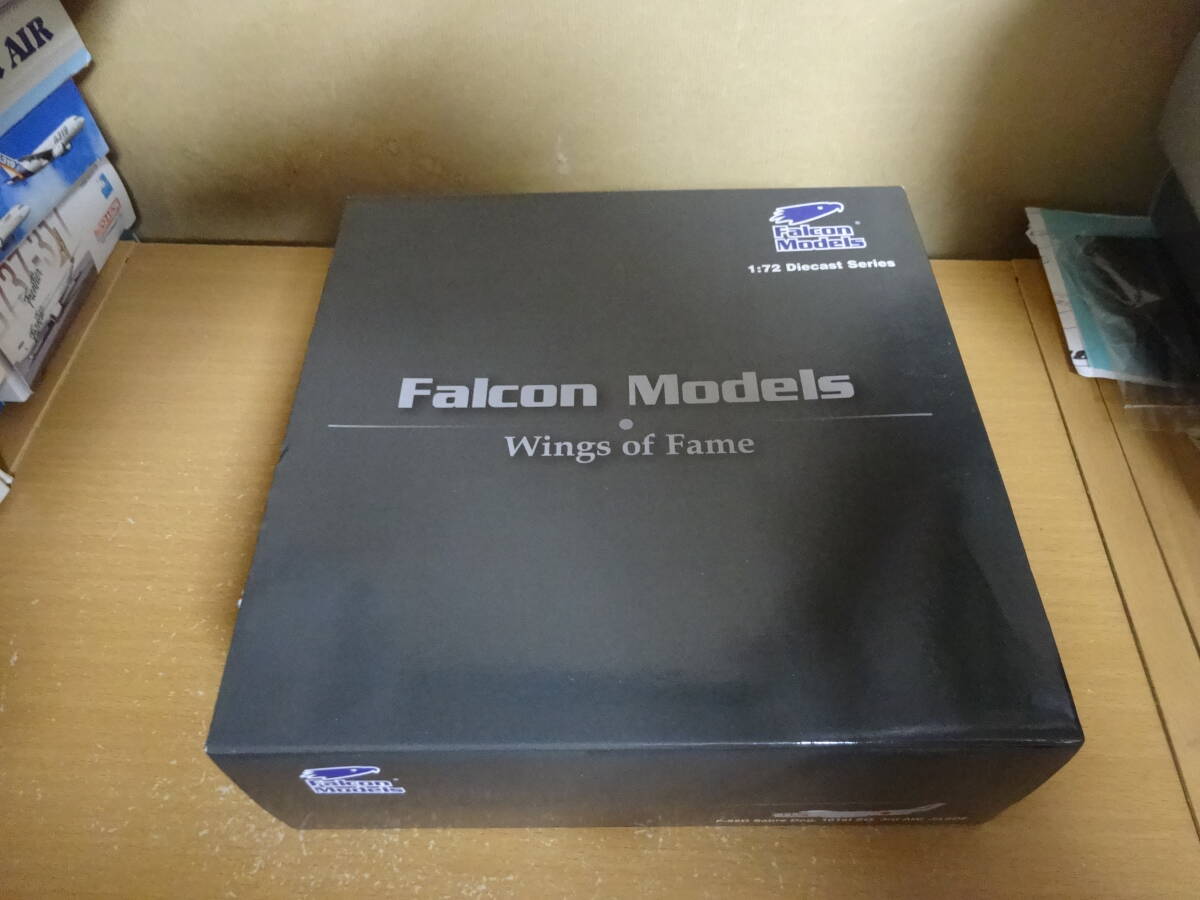 AIR
Falcon
Models
1:72 Diecast Series
Falcon Models
Wings of Fame
Falcon
Models